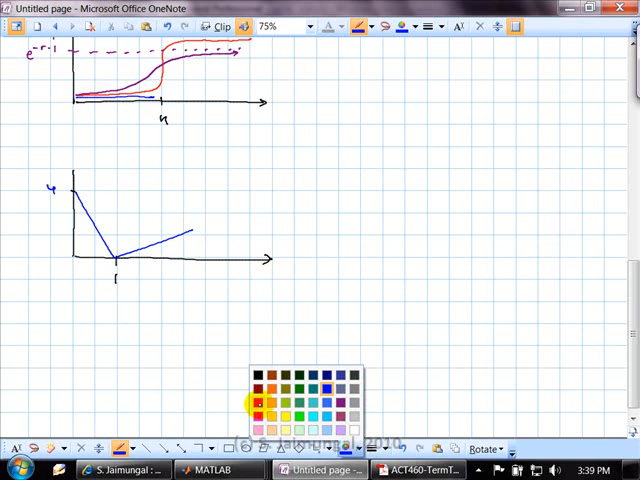 Untitled page - Microsoft Office OneNote
Clip
75%
e^-r·1
K
4
1
(c) S. Jaimungal, 2010
Rotate
S. Jaimungal : ...
MATLAB
Untitled page -...
ACT460-TermT...
3:39 PM